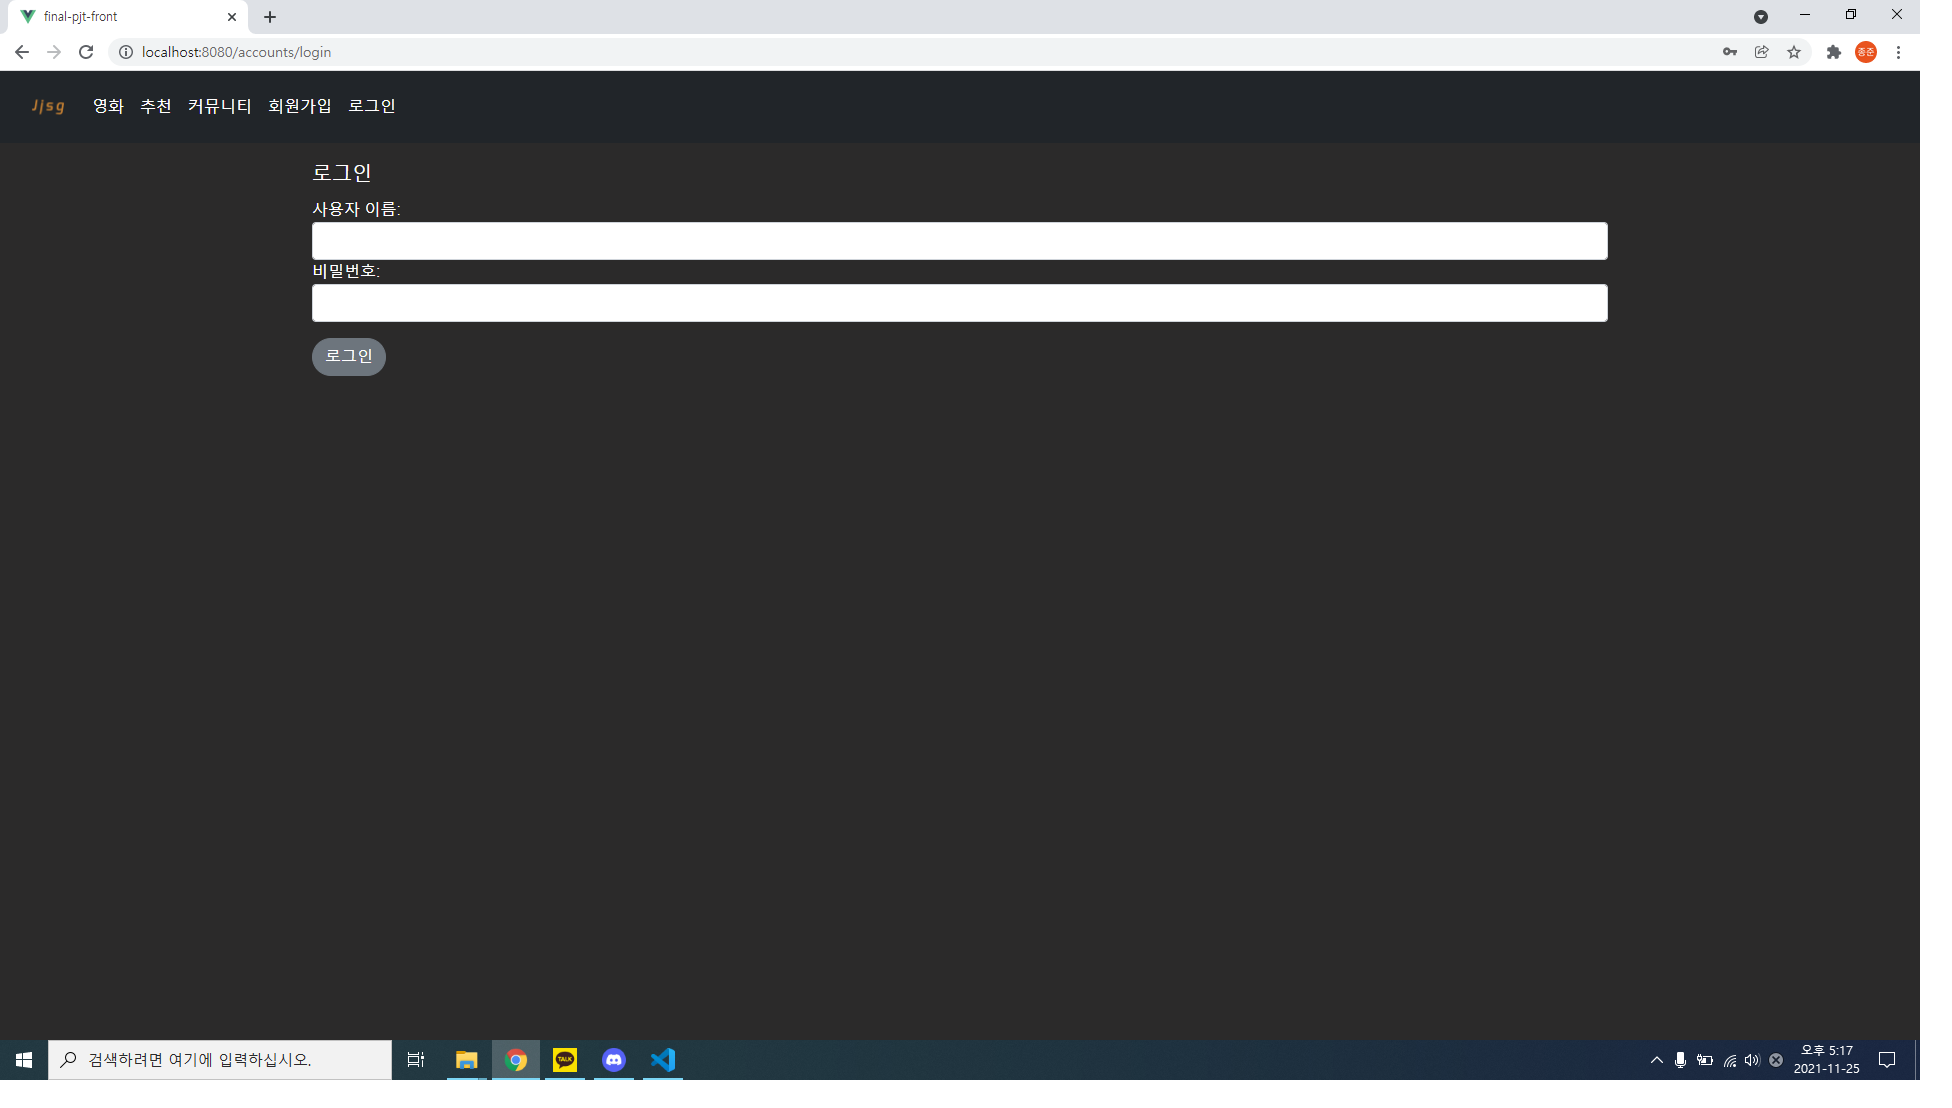 final-pjt-front
localhost:8080/accounts/login
종준
Jjsg 영화 추천 커뮤니티 회원가입 로그인
로그인
사용자 이름:
비밀번호:
로그인
검색하려면 여기에 입력하십시오.
TALK
오후 5:17
2021-11-25